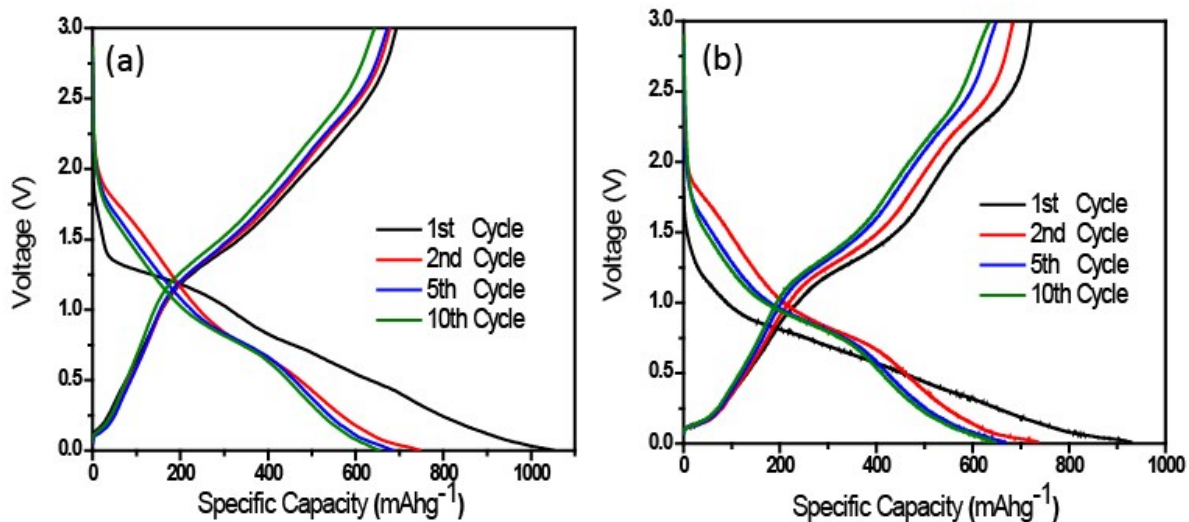 (a)
3.0
2.5
2.0
1.5
1.0
0.5
0.0
Voltage (V)
1st Cycle
2nd Cycle
5th Cycle
10th Cycle
0 200 400 600 800 1000
Specific Capacity (mAhg-1)
(b)
3.0
2.5
2.0
1.5
1.0
0.5
0.0
Voltage (V)
1st Cycle
2nd Cycle
5th Cycle
10th Cycle
0 200 400 600 800 1000
Specific Capacity (mAhg-1)